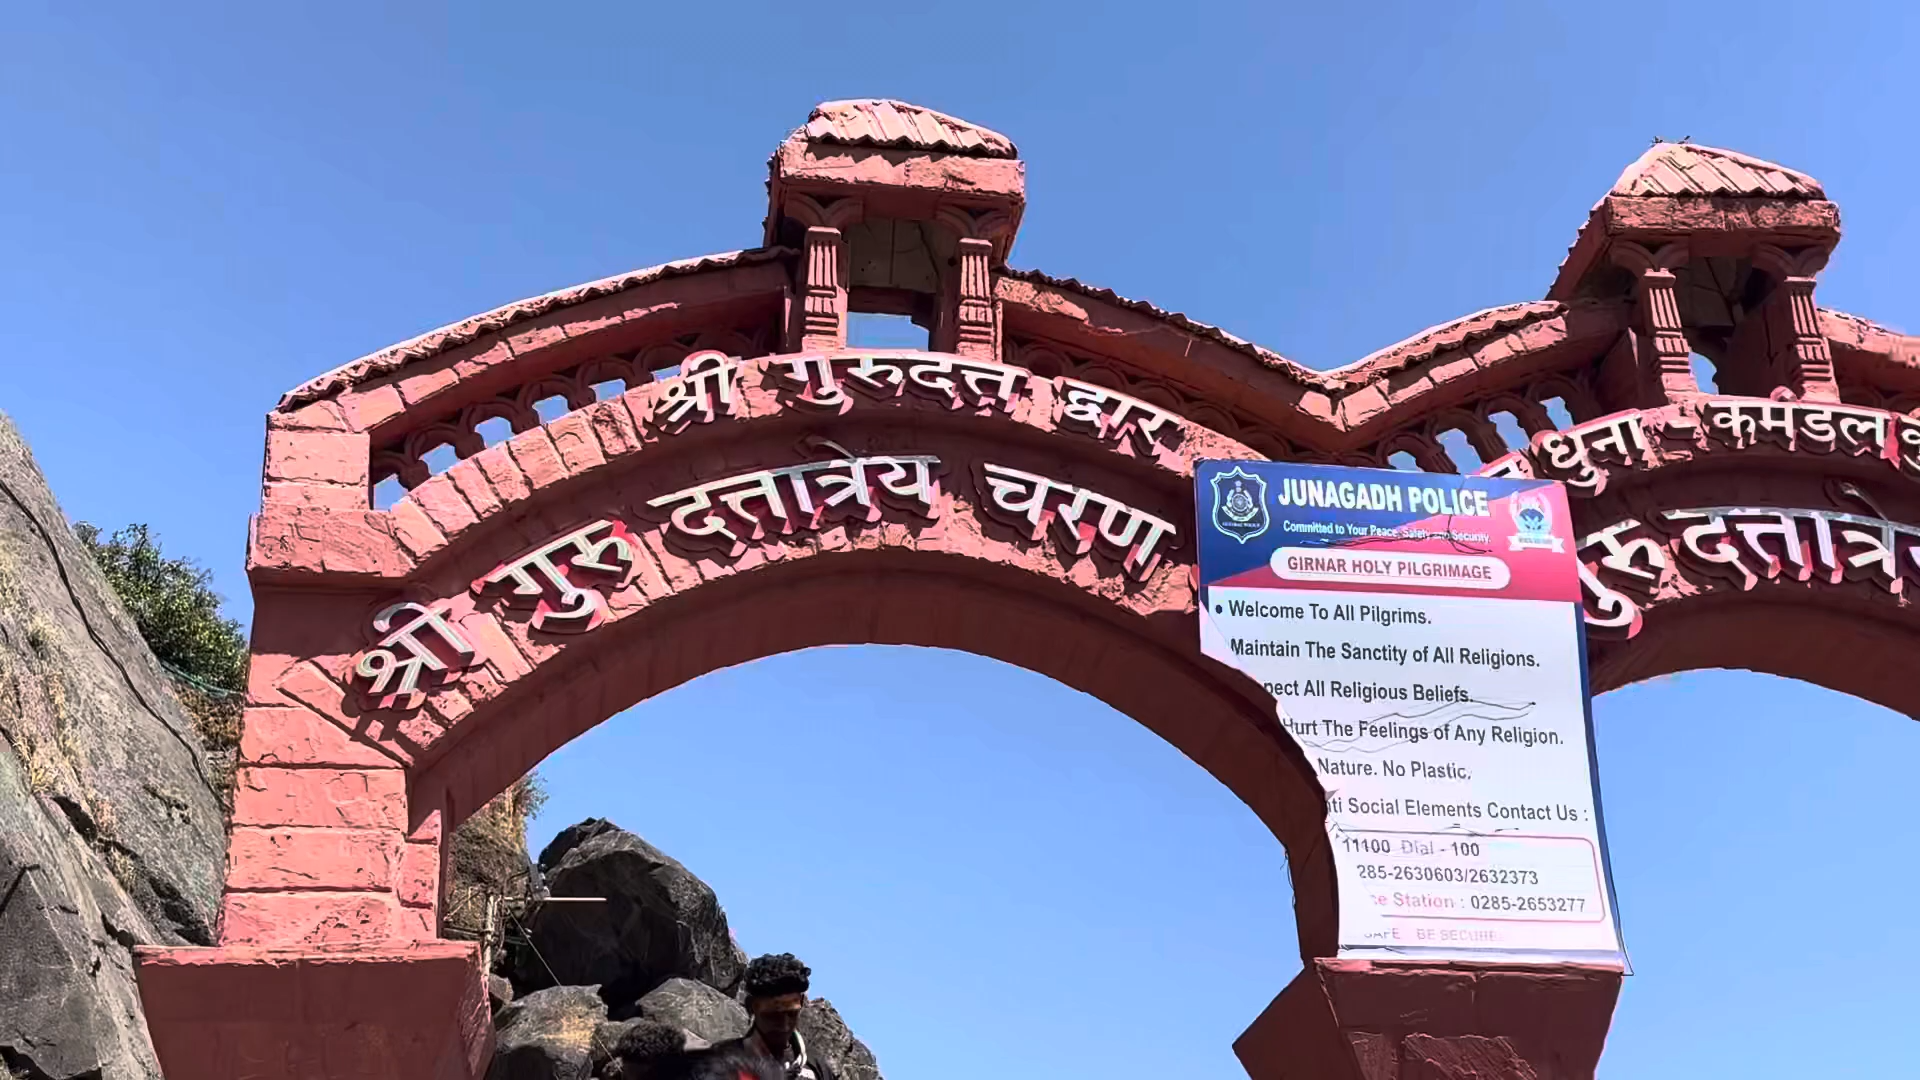 श्री गुरुदत्त द्वार
श्री गुरु दत्तात्रेय चरण
धुना - कमंडल
गुरु दत्तात्रे
JUNAGADH POLICE
Committed to Your Peace, Safety and Security.
GIRNAR HOLY PILGRIMAGE
• Welcome To All Pilgrims.
Maintain The Sanctity of All Religions.
pect All Religious Beliefs.
Hurt The Feelings of Any Religion.
Nature. No Plastic.
ti Social Elements Contact Us :
11100 Dial - 100
285-2630603/2632373
ce Station : 0285-2653277
SAFE BE SECURE